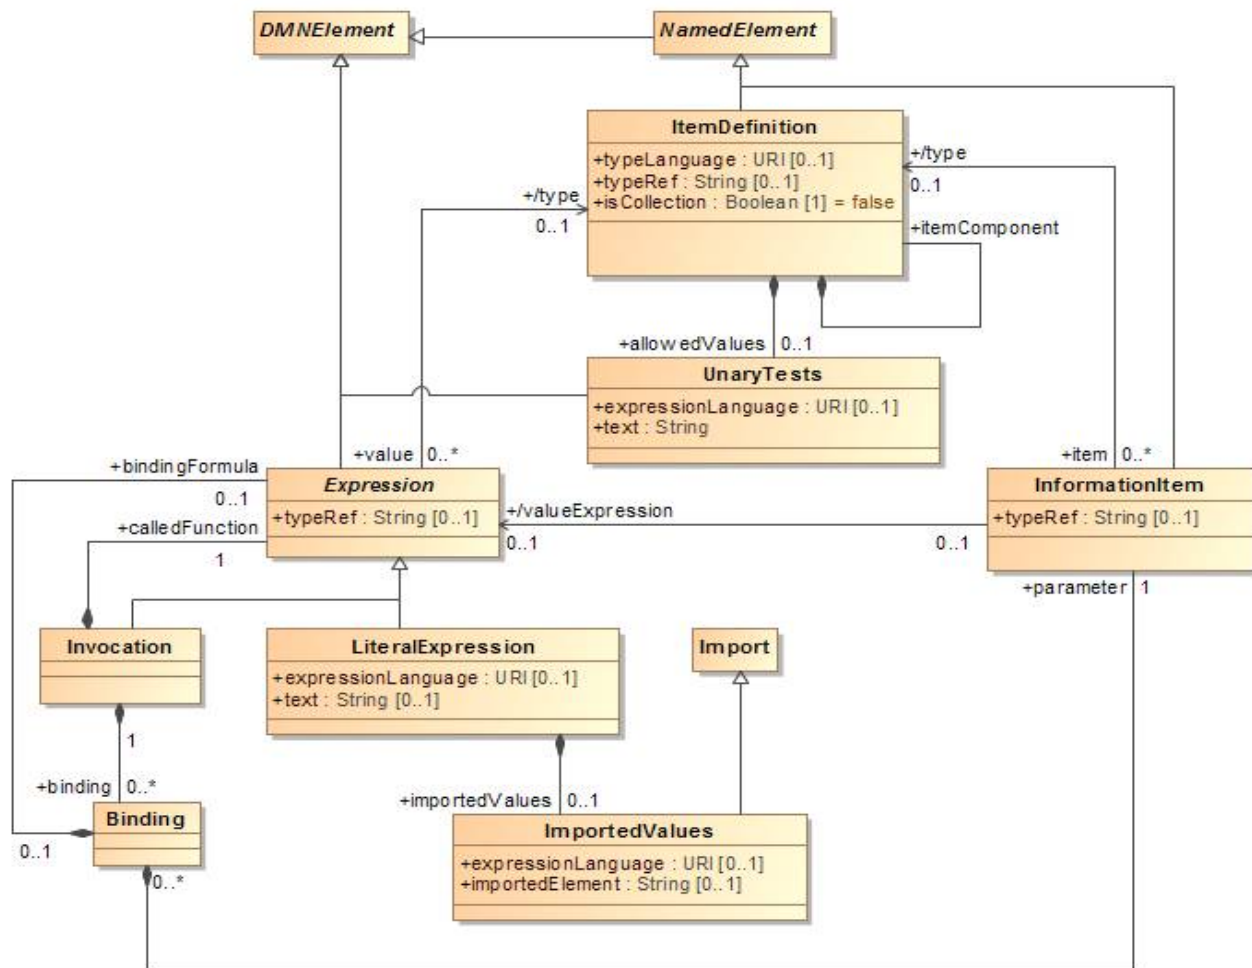 DMNElement
NamedElement
ItemDefinition
+typeLanguage : URI [0..1]
+typeRef : String [0..1]
+isCollection : Boolean [1] = false
+/type
0..1
+/type
0..1
+itemComponent
+allowedValues
0..1
UnaryTests
+expressionLanguage : URI [0..1]
+text : String
+bindingFormula
0..1
+value
0..*
+item
0..*
Expression
+typeRef : String [0..1]
InformationItem
+typeRef : String [0..1]
+/valueExpression
0..1
0..1
+calledFunction
1
+parameter
1
Invocation
LiteralExpression
+expressionLanguage : URI [0..1]
+text : String [0..1]
Import
1
+binding
0..*
+importedValues
0..1
Binding
0..1
0..*
ImportedValues
+expressionLanguage : URI [0..1]
+importedElement : String [0..1]